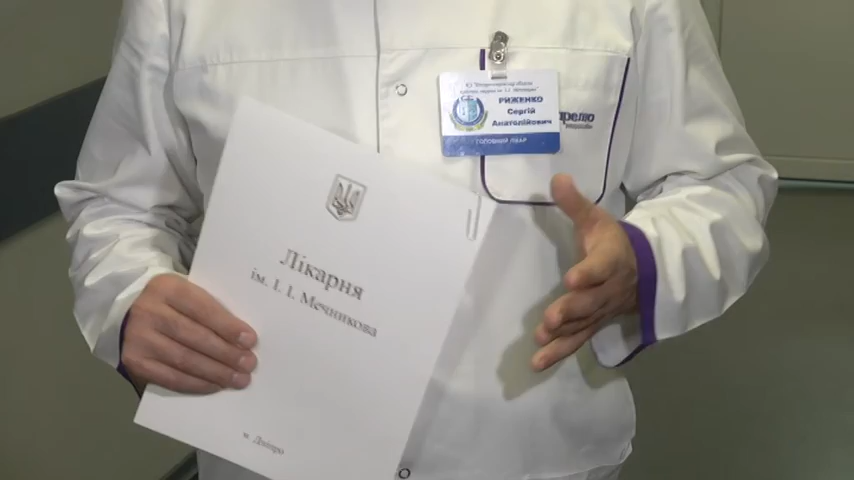 РИЖЕНКО
Сергій
Анатолійович
ГОЛОВНИЙ ЛІКАР
Лікарня
ім. І. І. Мечникова
м. Дніпро